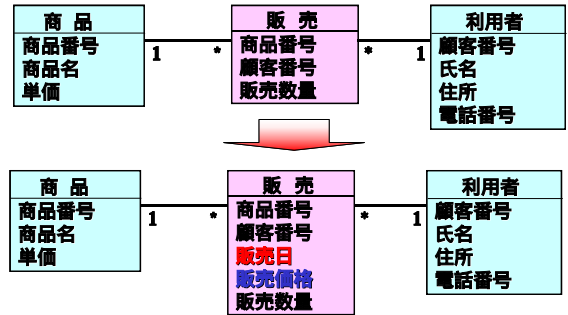 商 品
商品番号
商品名
単価
1
*
販 売
商品番号
顧客番号
販売数量
*
1
利用者
顧客番号
氏名
住所
電話番号
商 品
商品番号
商品名
単価
1
*
販 売
商品番号
顧客番号
販売日
販売価格
販売数量
*
1
利用者
顧客番号
氏名
住所
電話番号